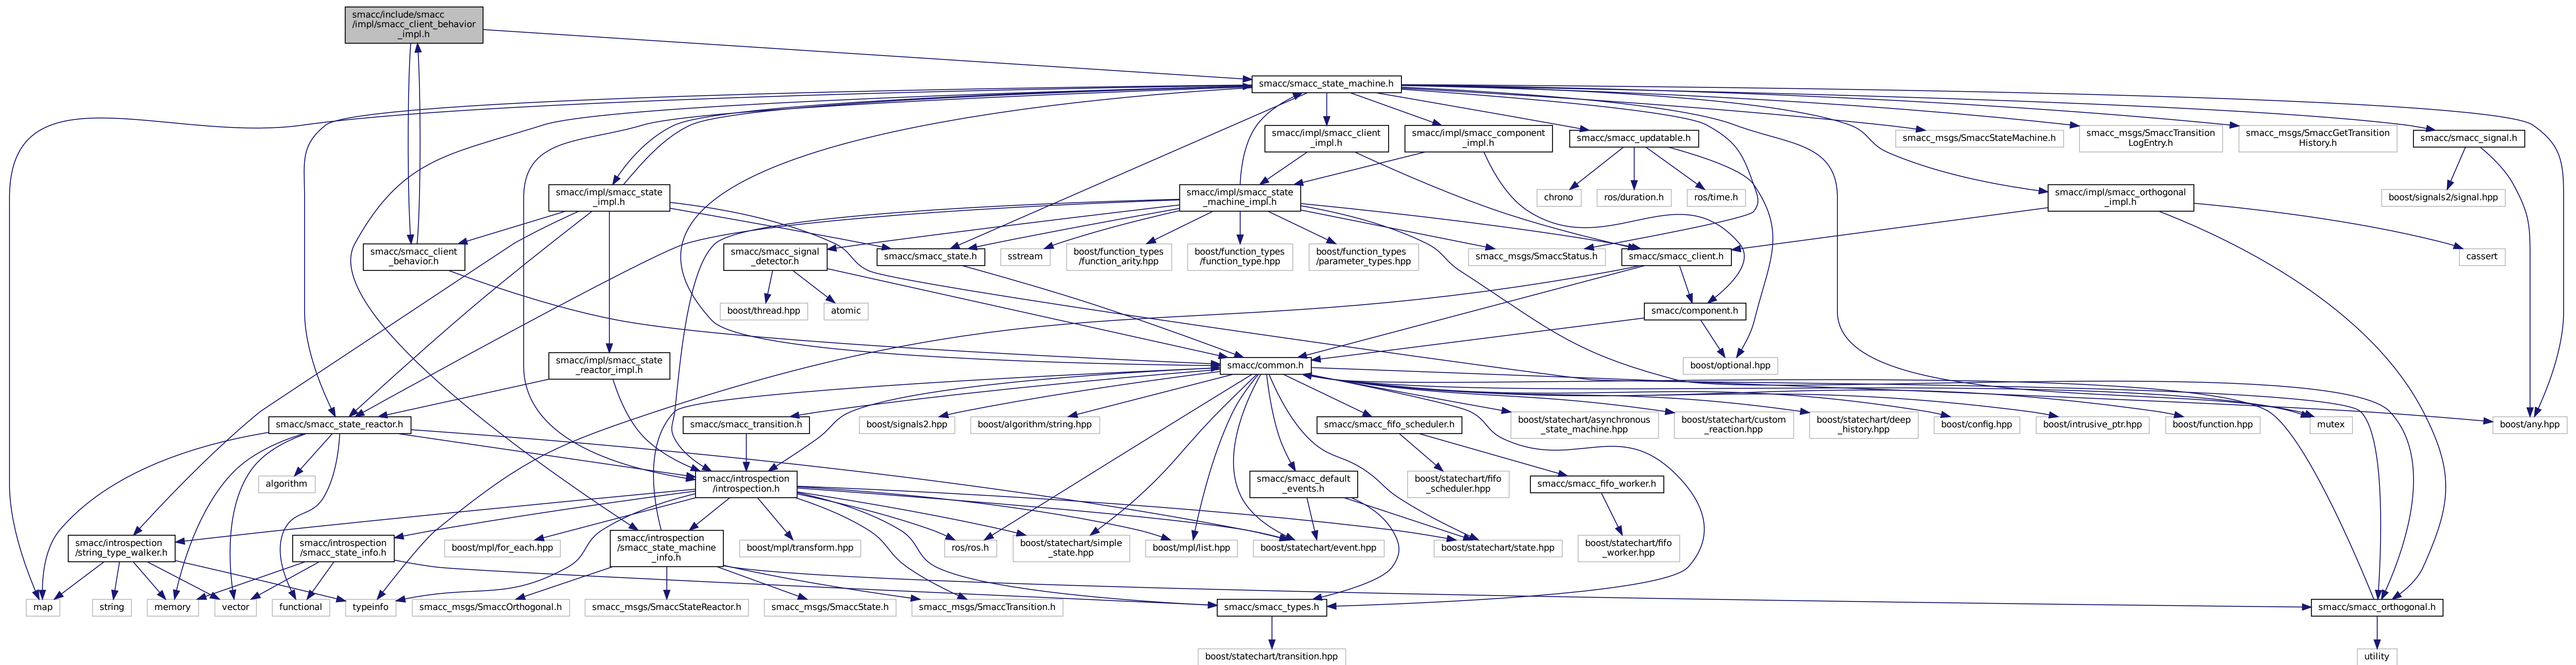 smacc/include/smacc
/impl/smacc_client_behavior
_impl.h
smacc/smacc_state_machine.h
smacc/impl/smacc_client
_impl.h
smacc/impl/smacc_component
_impl.h
smacc/smacc_updatable.h
smacc_msgs/SmaccStateMachine.h
smacc_msgs/SmaccTransition
LogEntry.h
smacc_msgs/SmaccGetTransition
History.h
smacc/smacc_signal.h
smacc/impl/smacc_state
_impl.h
smacc/impl/smacc_state
_machine_impl.h
chrono
ros/duration.h
ros/time.h
smacc/impl/smacc_orthogonal
_impl.h
boost/signals2/signal.hpp
smacc/smacc_client
_behavior.h
smacc/smacc_signal
_detector.h
smacc/smacc_state.h
sstream
boost/function_types
/function_arity.hpp
boost/function_types
/function_type.hpp
boost/function_types
/parameter_types.hpp
smacc_msgs/SmaccStatus.h
smacc/smacc_client.h
cassert
boost/thread.hpp
atomic
smacc/component.h
smacc/impl/smacc_state
_reactor_impl.h
smacc/common.h
boost/optional.hpp
smacc/smacc_state_reactor.h
smacc/smacc_transition.h
boost/signals2.hpp
boost/algorithm/string.hpp
smacc/smacc_fifo_scheduler.h
boost/statechart/asynchronous
_state_machine.hpp
boost/statechart/custom
_reaction.hpp
boost/statechart/deep
_history.hpp
boost/config.hpp
boost/intrusive_ptr.hpp
boost/function.hpp
mutex
boost/any.hpp
algorithm
smacc/introspection
/introspection.h
smacc/smacc_default
_events.h
boost/statechart/fifo
_scheduler.hpp
smacc/smacc_fifo_worker.h
smacc/introspection
/string_type_walker.h
smacc/introspection
/smacc_state_info.h
boost/mpl/for_each.hpp
smacc/introspection
/smacc_state_machine
_info.h
boost/mpl/transform.hpp
ros/ros.h
boost/statechart/simple
_state.hpp
boost/mpl/list.hpp
boost/statechart/event.hpp
boost/statechart/state.hpp
boost/statechart/fifo
_worker.hpp
map
string
memory
vector
functional
typeinfo
smacc_msgs/SmaccOrthogonal.h
smacc_msgs/SmaccStateReactor.h
smacc_msgs/SmaccState.h
smacc_msgs/SmaccTransition.h
smacc/smacc_types.h
smacc/smacc_orthogonal.h
boost/statechart/transition.hpp
utility